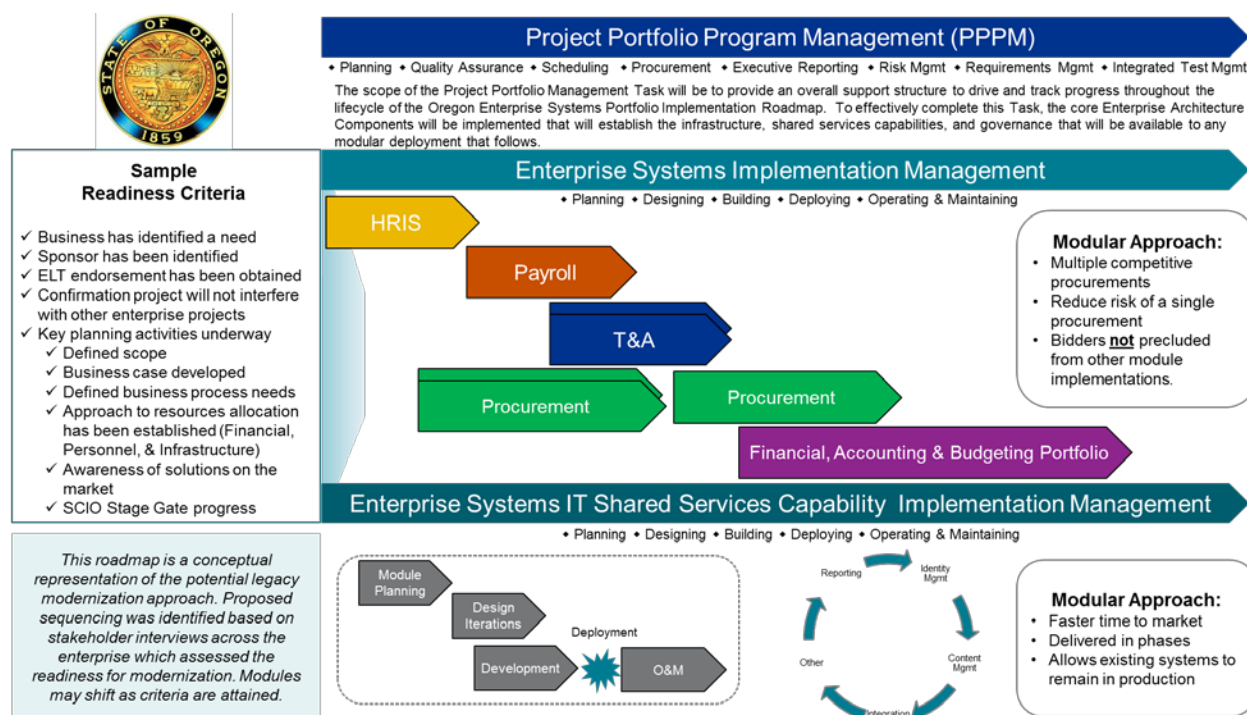 STATE OF OREGON
1859
Project Portfolio Program Management (PPPM)
◆ Planning ◆ Quality Assurance ◆ Scheduling ◆ Procurement ◆ Executive Reporting ◆ Risk Mgmt ◆ Requirements Mgmt ◆ Integrated Test Mgmt
The scope of the Project Portfolio Management Task will be to provide an overall support structure to drive and track progress throughout the
lifecycle of the Oregon Enterprise Systems Portfolio Implementation Roadmap. To effectively complete this Task, the core Enterprise Architecture
Components will be implemented that will establish the infrastructure, shared services capabilities, and governance that will be available to any
modular deployment that follows.
Sample
Readiness Criteria
✓ Business has identified a need
✓ Sponsor has been identified
✓ ELT endorsement has been obtained
✓ Confirmation project will not interfere
with other enterprise projects
✓ Key planning activities underway
✓ Defined scope
✓ Business case developed
✓ Defined business process needs
✓ Approach to resources allocation
has been established (Financial,
Personnel, & Infrastructure)
✓ Awareness of solutions on the
market
✓ SCIO Stage Gate progress
This roadmap is a conceptual
representation of the potential legacy
modernization approach. Proposed
sequencing was identified based on
stakeholder interviews across the
enterprise which assessed the
readiness for modernization. Modules
may shift as criteria are attained.
Enterprise Systems Implementation Management
◆ Planning ◆ Designing ◆ Building ◆ Deploying ◆ Operating & Maintaining
HRIS
Payroll
T&A
Procurement
Procurement
Financial, Accounting & Budgeting Portfolio
Modular Approach:
• Multiple competitive
procurements
• Reduce risk of a single
procurement
• Bidders not precluded
from other module
implementations.
Enterprise Systems IT Shared Services Capability Implementation Management
◆ Planning ◆ Designing ◆ Building ◆ Deploying ◆ Operating & Maintaining
Module
Planning
Design
Iterations
Deployment
Development
O&M
Reporting
Identity
Mgmt
Content
Mgmt
Integration
Other
Modular Approach:
• Faster time to market
• Delivered in phases
• Allows existing systems to
remain in production